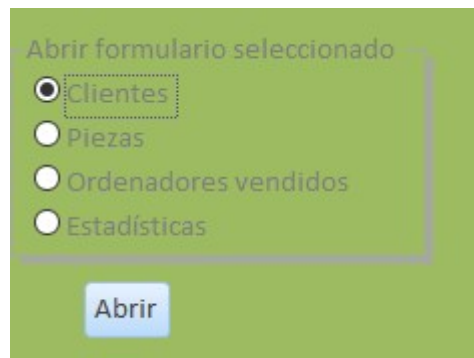 Abrir formulario seleccionado
Clientes
Piezas
Ordenadores vendidos
Estadísticas
Abrir